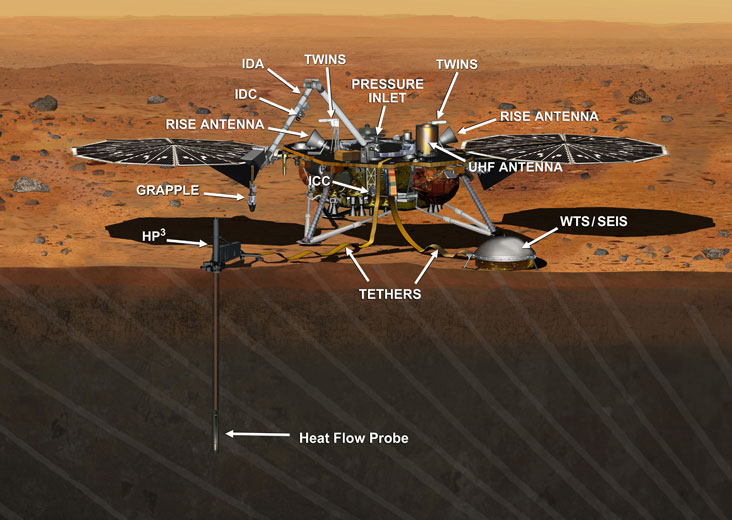 IDA
TWINS
TWINS
PRESSURE
INLET
IDC
RISE ANTENNA
RISE ANTENNA
UHF ANTENNA
ICC
GRAPPLE
WTS/SEIS
HP³
TETHERS
Heat Flow Probe